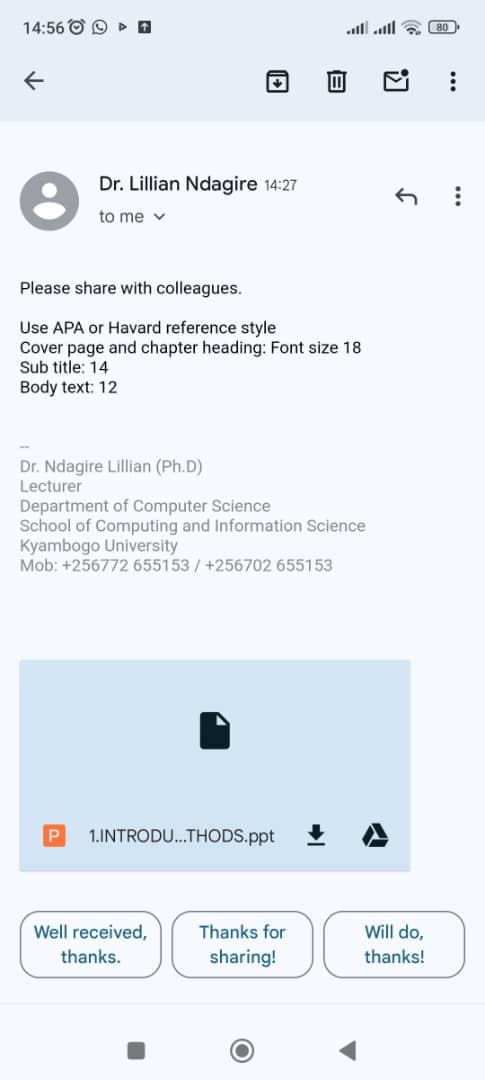 14:56
80
Dr. Lillian Ndagire 14:27
to me
Please share with colleagues.
Use APA or Havard reference style
Cover page and chapter heading: Font size 18
Sub title: 14
Body text: 12
--
Dr. Ndagire Lillian (Ph.D)
Lecturer
Department of Computer Science
School of Computing and Information Science
Kyambogo University
Mob: +256772 655153 / +256702 655153
P 1.INTRODU...THODS.ppt
Well received, thanks.
Thanks for sharing!
Will do, thanks!